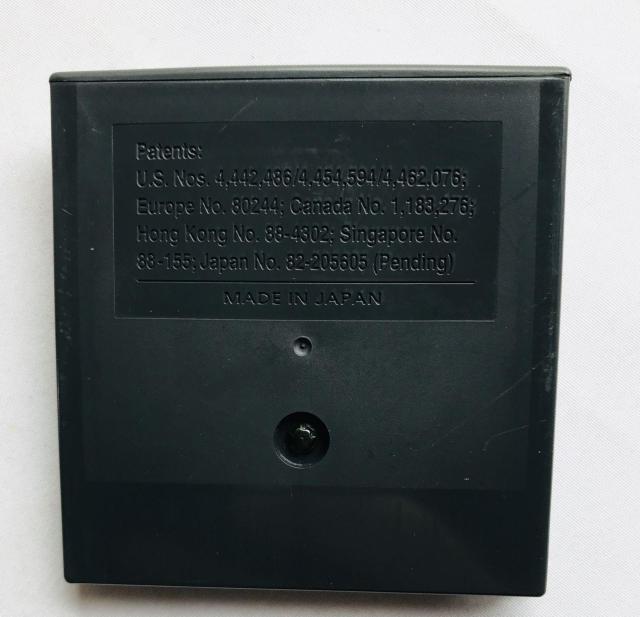 Patents:
U.S. Nos. 4,442,486/4,454,594/4,462,076;
Europe No. 80244; Canada No. 1,183,276;
Hong Kong No. 88-4302; Singapore No.
88-155; Japan No. 82-205605 (Pending)
MADE IN JAPAN